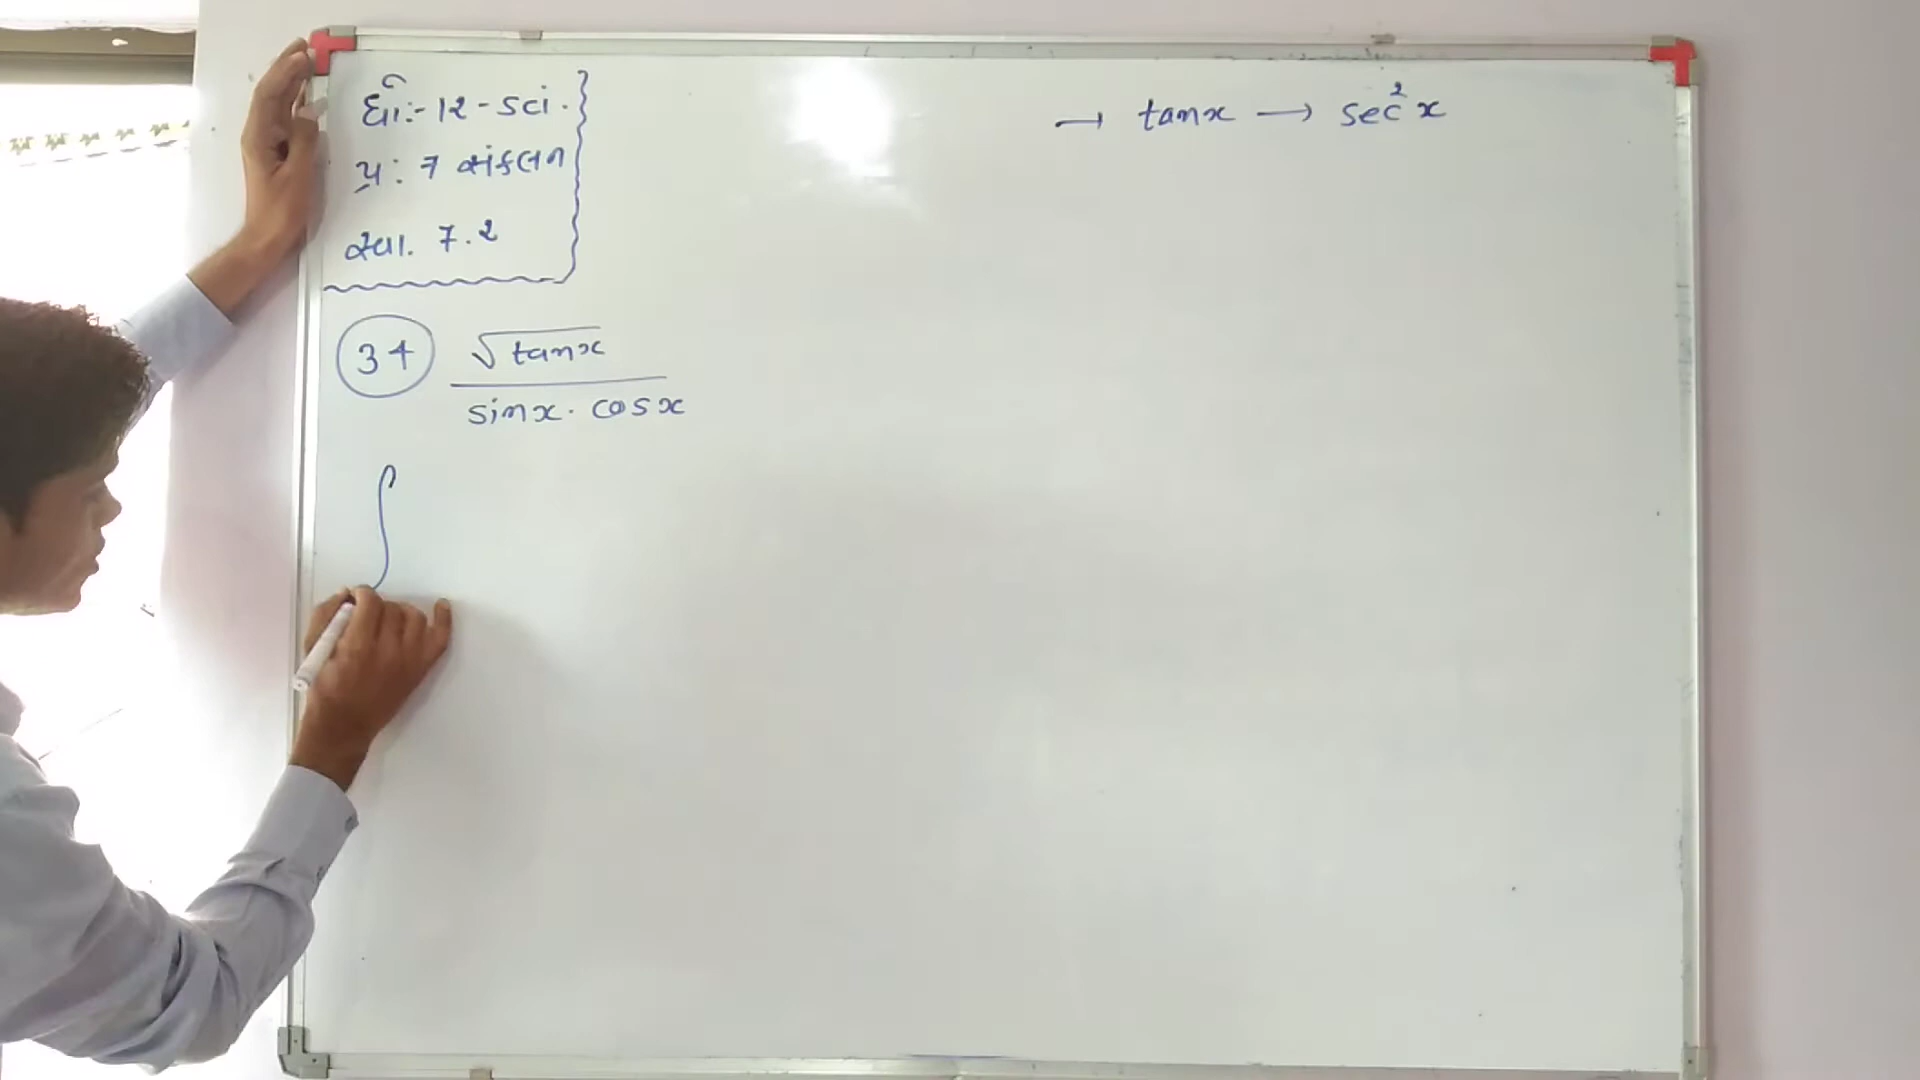 ધો:- 12 - sci.
પ્ર: 7 સંકલન
સ્વા. 7.2
34 √tanx / sinx. cosx
∫
→ tanx → sec²x